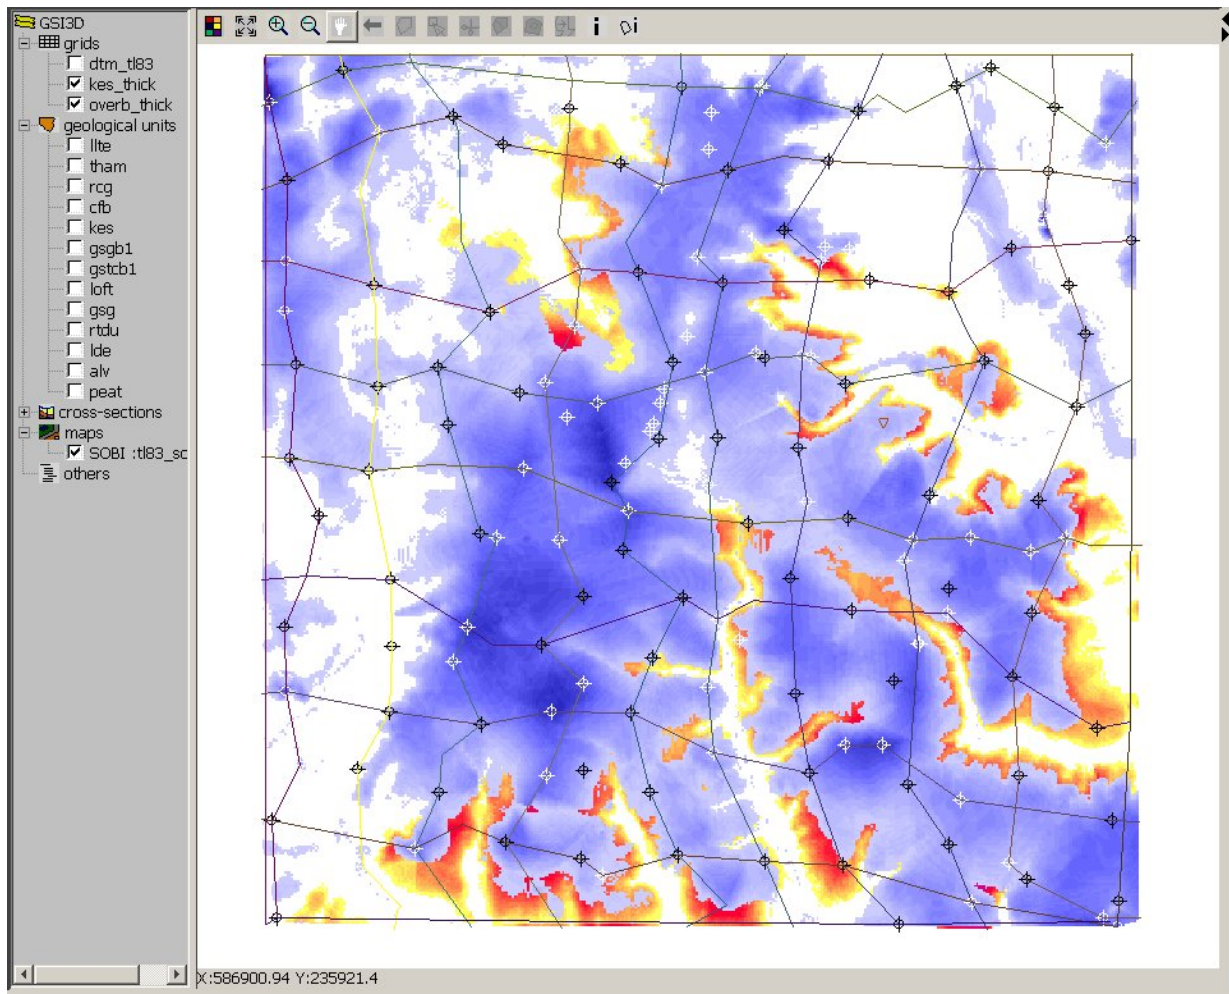 GSI3D
grids
dtm_tl83
kes_thick
overb_thick
geological units
llte
tham
rcg
cfb
kes
gsgb1
gstcb1
loft
gsg
rtdu
lde
alv
peat
cross-sections
maps
SOBI :tl83_sc
others
X:586900.94 Y:235921.4